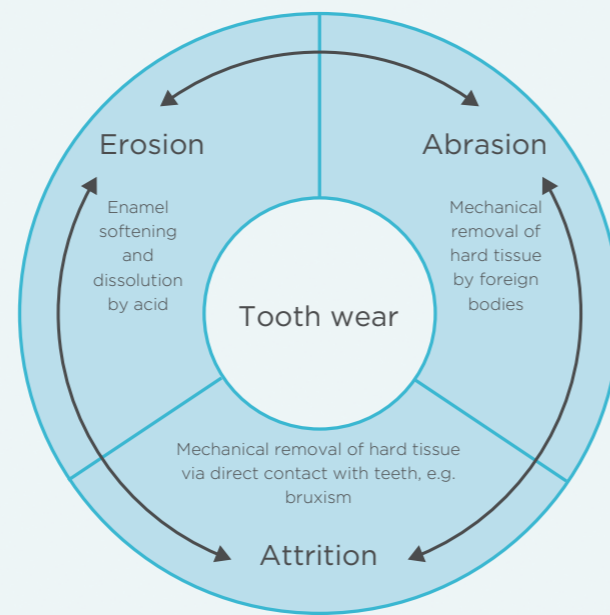 Erosion
Enamel
softening
and
dissolution
by acid
Abrasion
Mechanical
removal of
hard tissue
by foreign
bodies
Tooth wear
Mechanical removal of hard tissue
via direct contact with teeth, e.g.
bruxism
Attrition